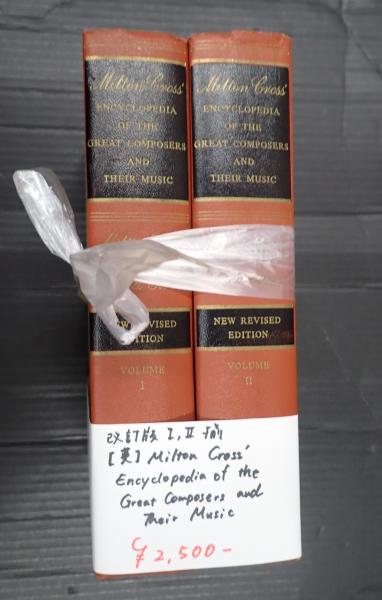 Milton Cross'
ENCYCLOPEDIA
OF THE
GREAT COMPOSERS
AND
THEIR MUSIC
NEW REVISED
EDITION
VOLUME
I
Milton Cross'
ENCYCLOPEDIA
OF THE
GREAT COMPOSERS
AND
THEIR MUSIC
NEW REVISED
EDITION
VOLUME
II
改訂版 I, II 揃
[英] Milton Cross'
Encyclopedia of the
Great Composers and
Their Music
¥2,500-